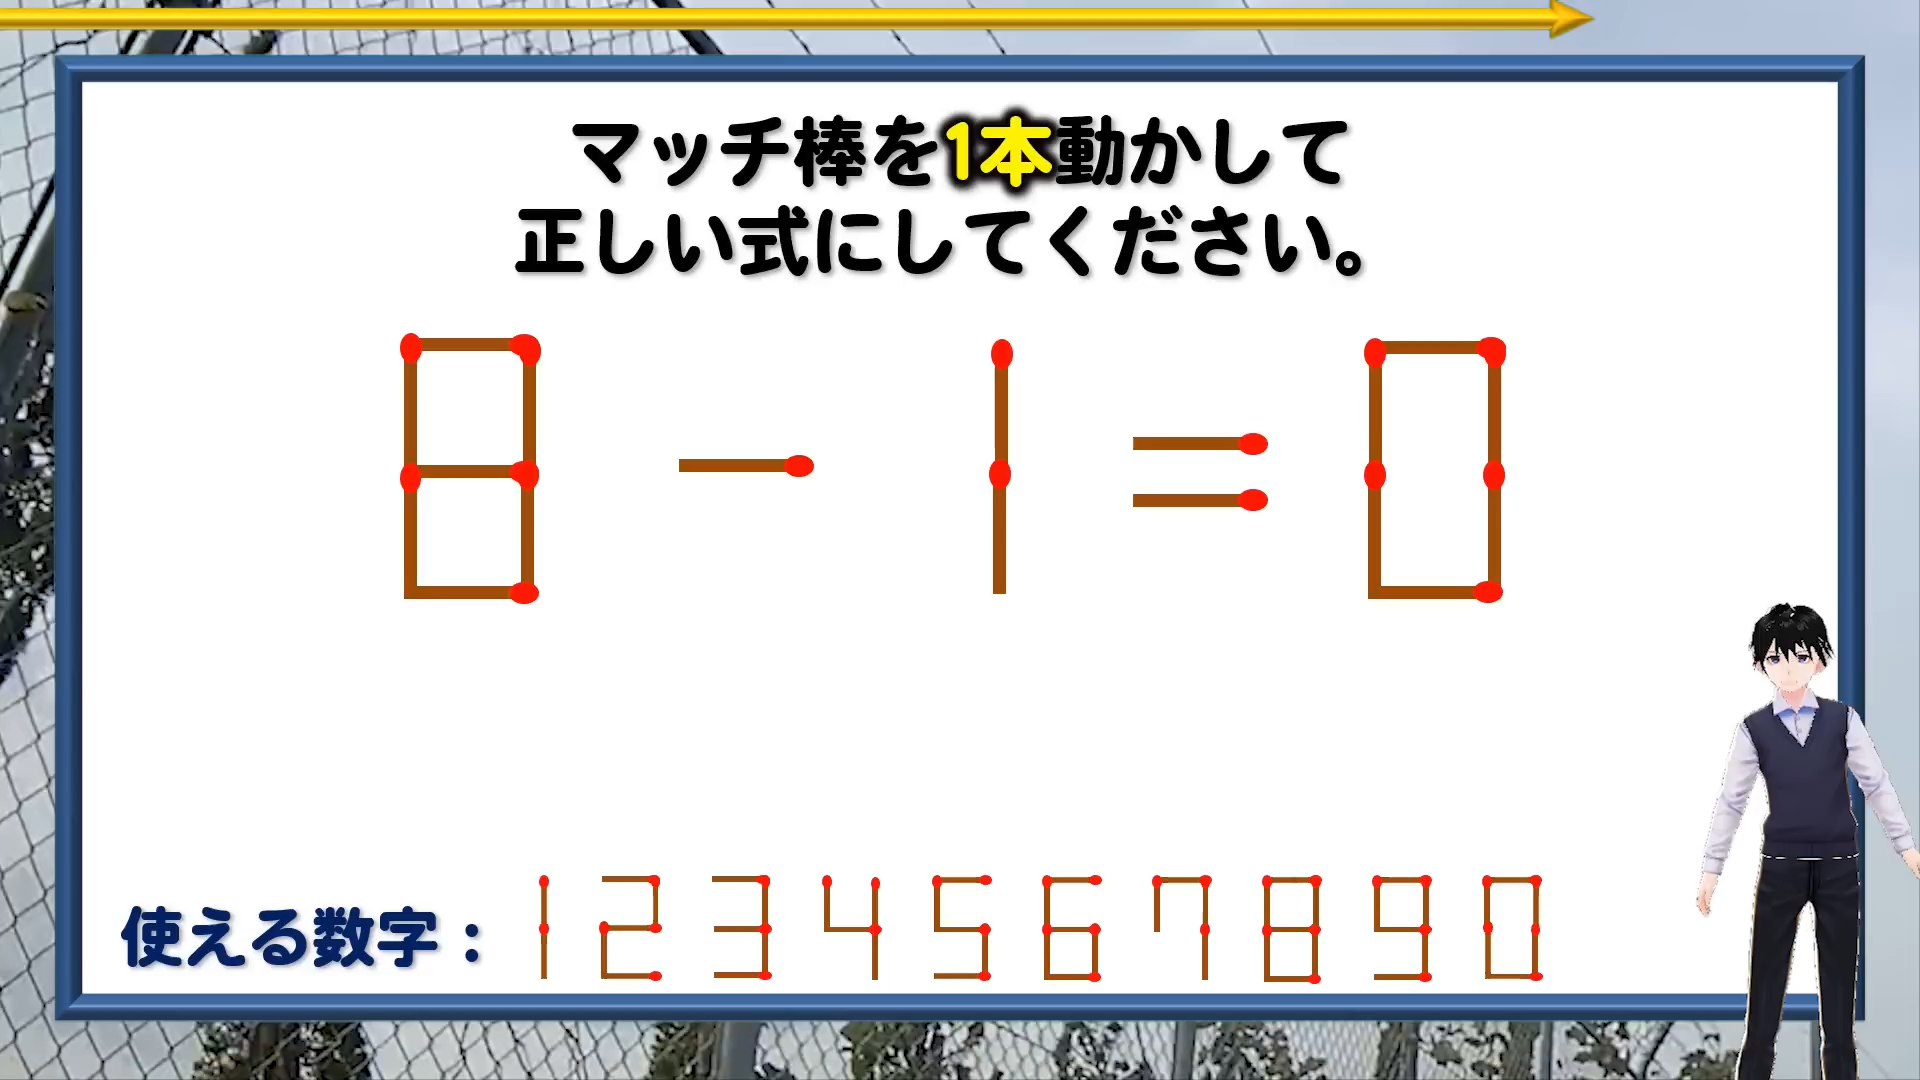 マッチ棒を1本動かして
正しい式にしてください。
8 - 1 = 0
使える数字： 1 2 3 4 5 6 7 8 9 0